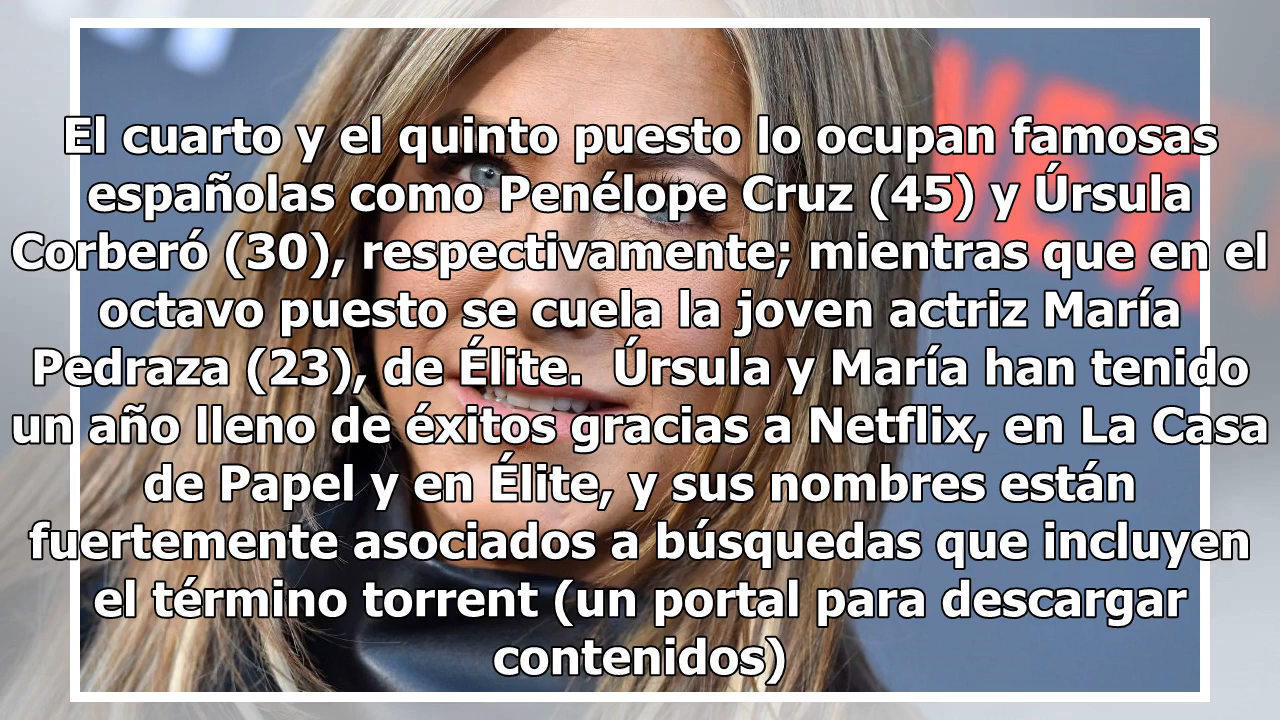 El cuarto y el quinto puesto lo ocupan famosas
españolas como Penélope Cruz (45) y Úrsula
Corberó (30), respectivamente; mientras que en el
octavo puesto se cuela la joven actriz María
Pedraza (23), de Élite.  Úrsula y María han tenido
un año lleno de éxitos gracias a Netflix, en La Casa
de Papel y en Élite, y sus nombres están
fuertemente asociados a búsquedas que incluyen
el término torrent (un portal para descargar
contenidos)